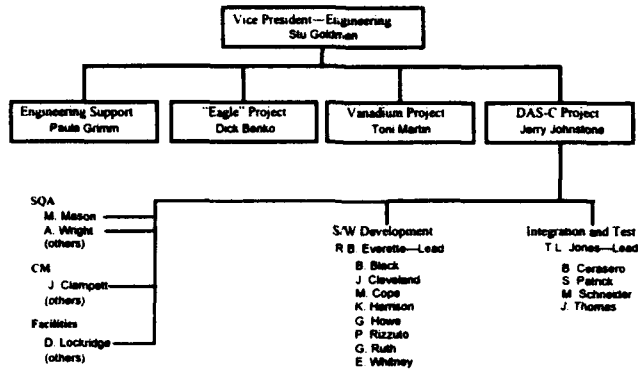 Vice President—Engineering
Stu Goldman
Engineering Support
Paula Grimm
"Eagle" Project
Dick Benko
Vanadium Project
Toni Martin
DAS-C Project
Jerry Johnstone
SQA
M. Mason
A. Wright
(others)
CM
J. Clampett
(others)
Facilities
D. Lockridge
(others)
S/W Development
R B. Everette—Lead
B. Black
J. Cleveland
M. Cope
K. Harrison
G. Howe
P. Rizzuto
G. Ruth
E. Whitney
Integration and Test
T L. Jones—Lead
B. Cerasero
S. Patrick
M. Schneider
J. Thomas